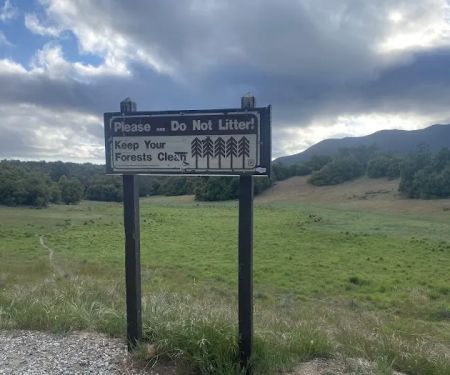 Please ... Do Not Litter!
Keep Your
Forests Clean